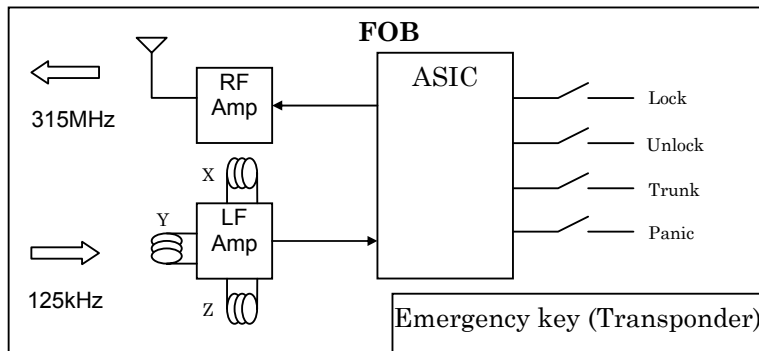 FOB
315MHz
RF
Amp
ASIC
Lock
Unlock
Trunk
Panic
X
Y
LF
Amp
Z
125kHz
Emergency key (Transponder)